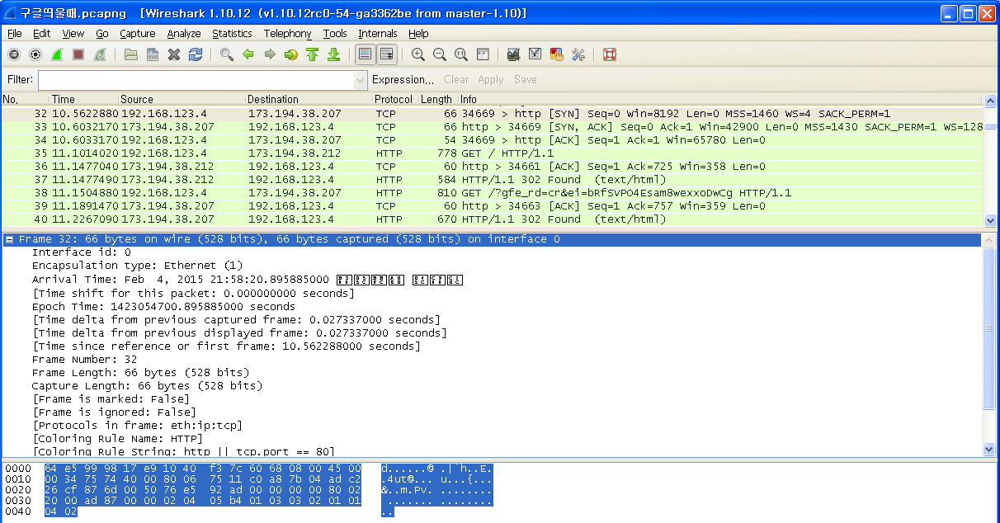 구글띄울때.pcapng [Wireshark 1.10.12 (v1.10.12rc0-54-ga3362be from master-1.10)]
File Edit View Go Capture Analyze Statistics Telephony Tools Internals Help
Filter: Expression... Clear Apply Save
No. Time Source Destination Protocol Length Info
32 10.5622880 192.168.123.4 173.194.38.207 TCP 66 34669 > http [SYN] Seq=0 Win=8192 Len=0 MSS=1460 WS=4 SACK_PERM=1
33 10.6032170 173.194.38.207 192.168.123.4 TCP 66 http > 34669 [SYN, ACK] Seq=0 Ack=1 Win=42900 Len=0 MSS=1430 SACK_PERM=1 WS=128
34 10.6033170 192.168.123.4 173.194.38.207 TCP 54 34669 > http [ACK] Seq=1 Ack=1 Win=65780 Len=0
35 11.1014020 192.168.123.4 173.194.38.212 HTTP 778 GET / HTTP/1.1
36 11.1477040 173.194.38.212 192.168.123.4 TCP 60 http > 34661 [ACK] Seq=1 Ack=725 Win=358 Len=0
37 11.1477490 173.194.38.212 192.168.123.4 HTTP 584 HTTP/1.1 302 Found (text/html)
38 11.1504880 192.168.123.4 173.194.38.207 HTTP 810 GET /?gfe_rd=cr&ei=bRfSVPO4Esam8wexxoDwCg HTTP/1.1
39 11.1891470 173.194.38.207 192.168.123.4 TCP 60 http > 34663 [ACK] Seq=1 Ack=757 Win=359 Len=0
40 11.2267090 173.194.38.207 192.168.123.4 HTTP 670 HTTP/1.1 302 Found (text/html)
Frame 32: 66 bytes on wire (528 bits), 66 bytes captured (528 bits) on interface 0
Interface id: 0
Encapsulation type: Ethernet (1)
Arrival Time: Feb 4, 2015 21:58:20.895885000
[Time shift for this packet: 0.000000000 seconds]
Epoch Time: 1423054700.895885000 seconds
[Time delta from previous captured frame: 0.027337000 seconds]
[Time delta from previous displayed frame: 0.027337000 seconds]
[Time since reference or first frame: 10.562288000 seconds]
Frame Number: 32
Frame Length: 66 bytes (528 bits)
Capture Length: 66 bytes (528 bits)
[Frame is marked: False]
[Frame is ignored: False]
[Protocols in frame: eth:ip:tcp]
[Coloring Rule Name: HTTP]
[Coloring Rule String: http || tcp.port == 80]
0000 64 e5 99 98 17 e9 10 40 f3 7c 60 68 08 00 45 00 d......@ .|`h..E.
0010 00 34 75 74 40 00 80 06 75 11 c0 a8 7b 04 ad c2 .4ut@... u...{...
0020 26 cf 87 6d 00 50 76 e5 92 ad 00 00 00 00 80 02 &..m.Pv. ........
0030 20 00 ad 87 00 00 02 04 05 b4 01 03 03 02 01 01 ....... ........
0040 04 02 ..